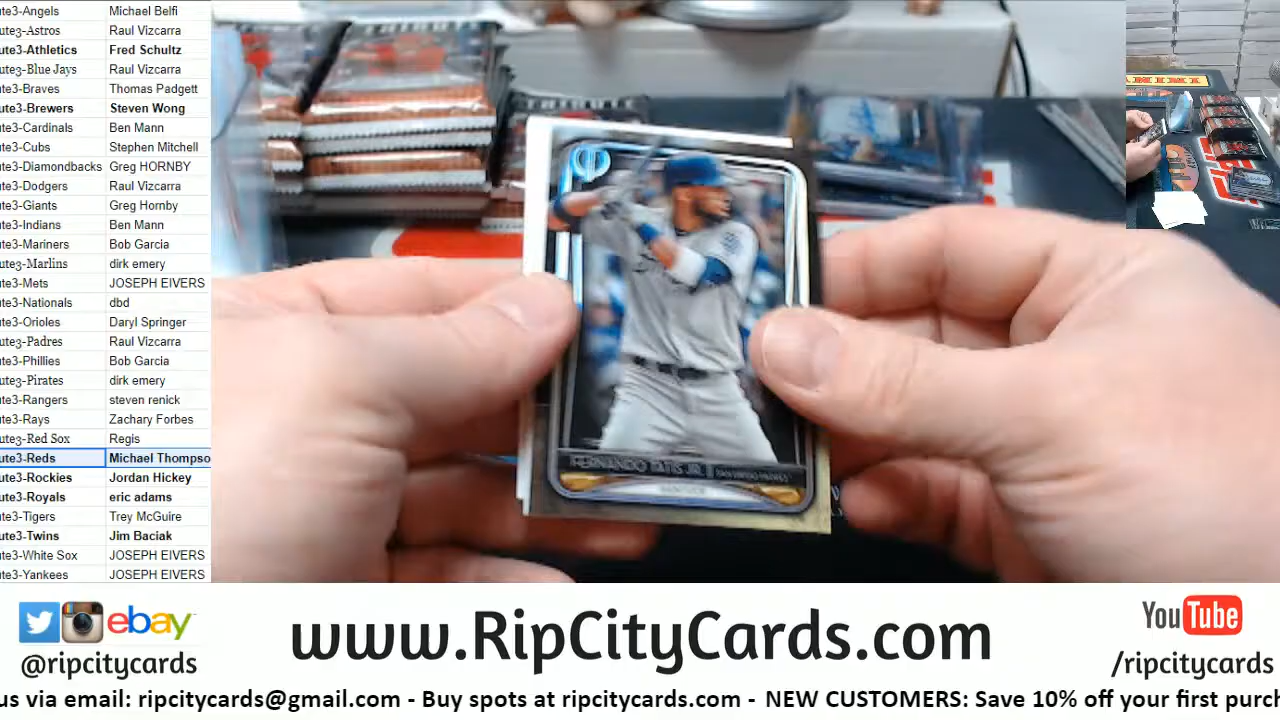 ute3-Angels Michael Belfi
ute3-Astros Raul Vizcarra
ute3-Athletics Fred Schultz
ute3-Blue Jays Raul Vizcarra
ute3-Braves Thomas Padgett
ute3-Brewers Steven Wong
ute3-Cardinals Ben Mann
ute3-Cubs Stephen Mitchell
ute3-Diamondbacks Greg HORNBY
ute3-Dodgers Raul Vizcarra
ute3-Giants Greg Hornby
ute3-Indians Ben Mann
ute3-Mariners Bob Garcia
ute3-Marlins dirk emery
ute3-Mets JOSEPH EIVERS
ute3-Nationals dbd
ute3-Orioles Daryl Springer
ute3-Padres Raul Vizcarra
ute3-Phillies Bob Garcia
ute3-Pirates dirk emery
ute3-Rangers steven renick
ute3-Rays Zachary Forbes
ute3-Red Sox Regis
ute3-Reds Michael Thompso
ute3-Rockies Jordan Hickey
ute3-Royals eric adams
ute3-Tigers Trey McGuire
ute3-Twins Jim Baciak
ute3-White Sox JOSEPH EIVERS
ute3-Yankees JOSEPH EIVERS
TRIBUTE
ebay
@ripcitycards
www.RipCityCards.com
YouTube
/ripcitycards
us via email: ripcitycards@gmail.com - Buy spots at ripcitycards.com - NEW CUSTOMERS: Save 10% off your first purch